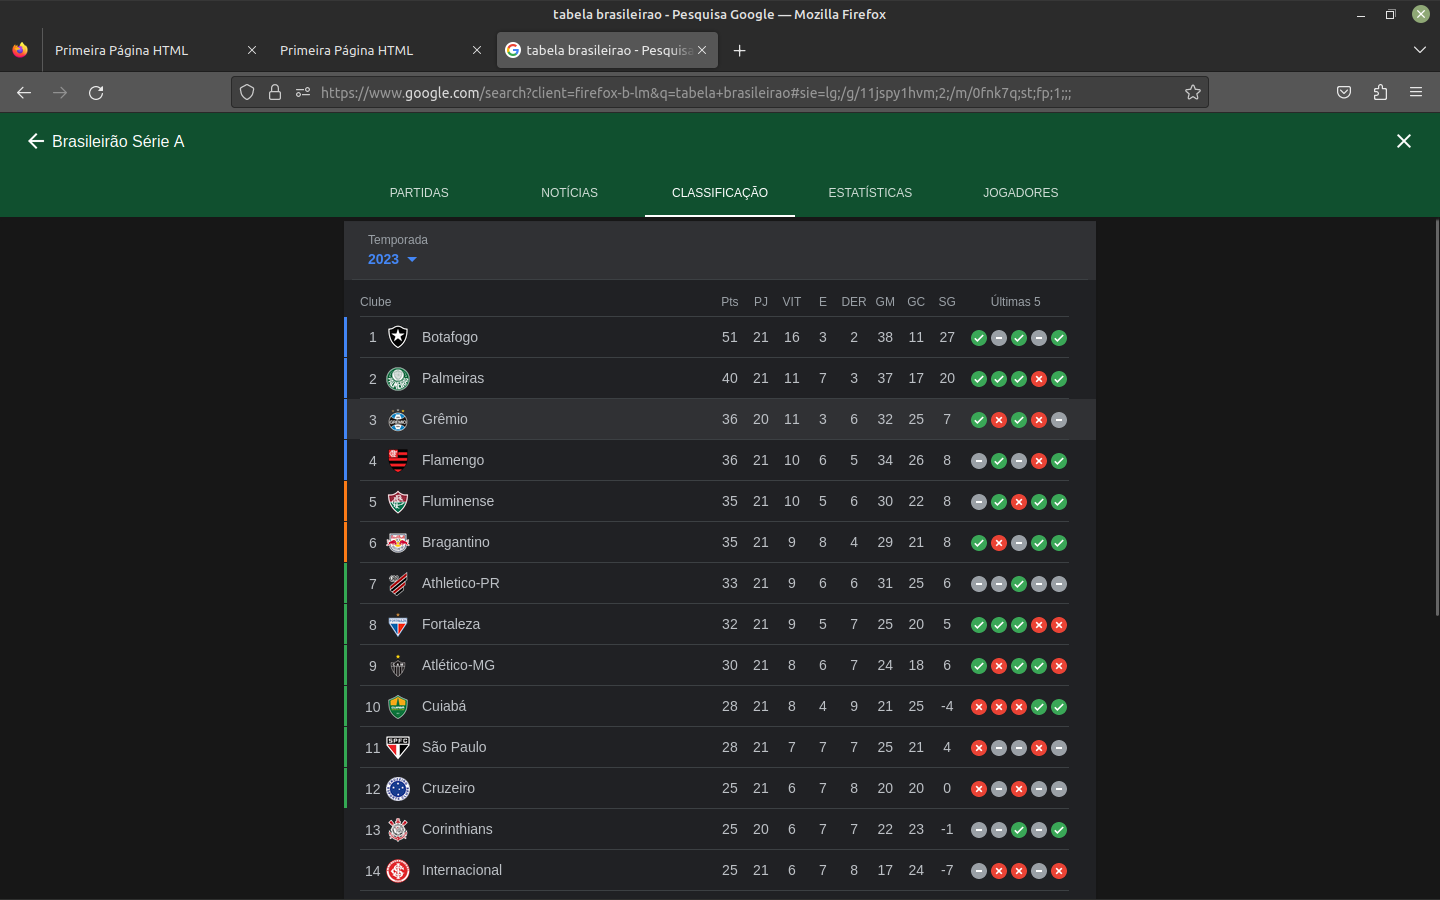 tabela brasileirao - Pesquisa Google — Mozilla Firefox
Primeira Página HTML Primeira Página HTML tabela brasileirao - Pesquisa
https://www.google.com/search?client=firefox-b-lm&q=tabela+brasileirao#sie=lg;/g/11jspy1hvm;2;/m/0fnk7q;st;fp;1;;;
Brasileirão Série A
PARTIDAS NOTÍCIAS CLASSIFICAÇÃO ESTATÍSTICAS JOGADORES
Temporada
2023
Clube Pts PJ VIT E DER GM GC SG Últimas 5
1 Botafogo 51 21 16 3 2 38 11 27
2 Palmeiras 40 21 11 7 3 37 17 20
3 Grêmio 36 20 11 3 6 32 25 7
4 Flamengo 36 21 10 6 5 34 26 8
5 Fluminense 35 21 10 5 6 30 22 8
6 Bragantino 35 21 9 8 4 29 21 8
7 Athletico-PR 33 21 9 6 6 31 25 6
8 Fortaleza 32 21 9 5 7 25 20 5
9 Atlético-MG 30 21 8 6 7 24 18 6
10 Cuiabá 28 21 8 4 9 21 25 -4
11 SPFC São Paulo 28 21 7 7 7 25 21 4
12 Cruzeiro 25 21 6 7 8 20 20 0
13 Corinthians 25 20 6 7 7 22 23 -1
14 Internacional 25 21 6 7 8 17 24 -7